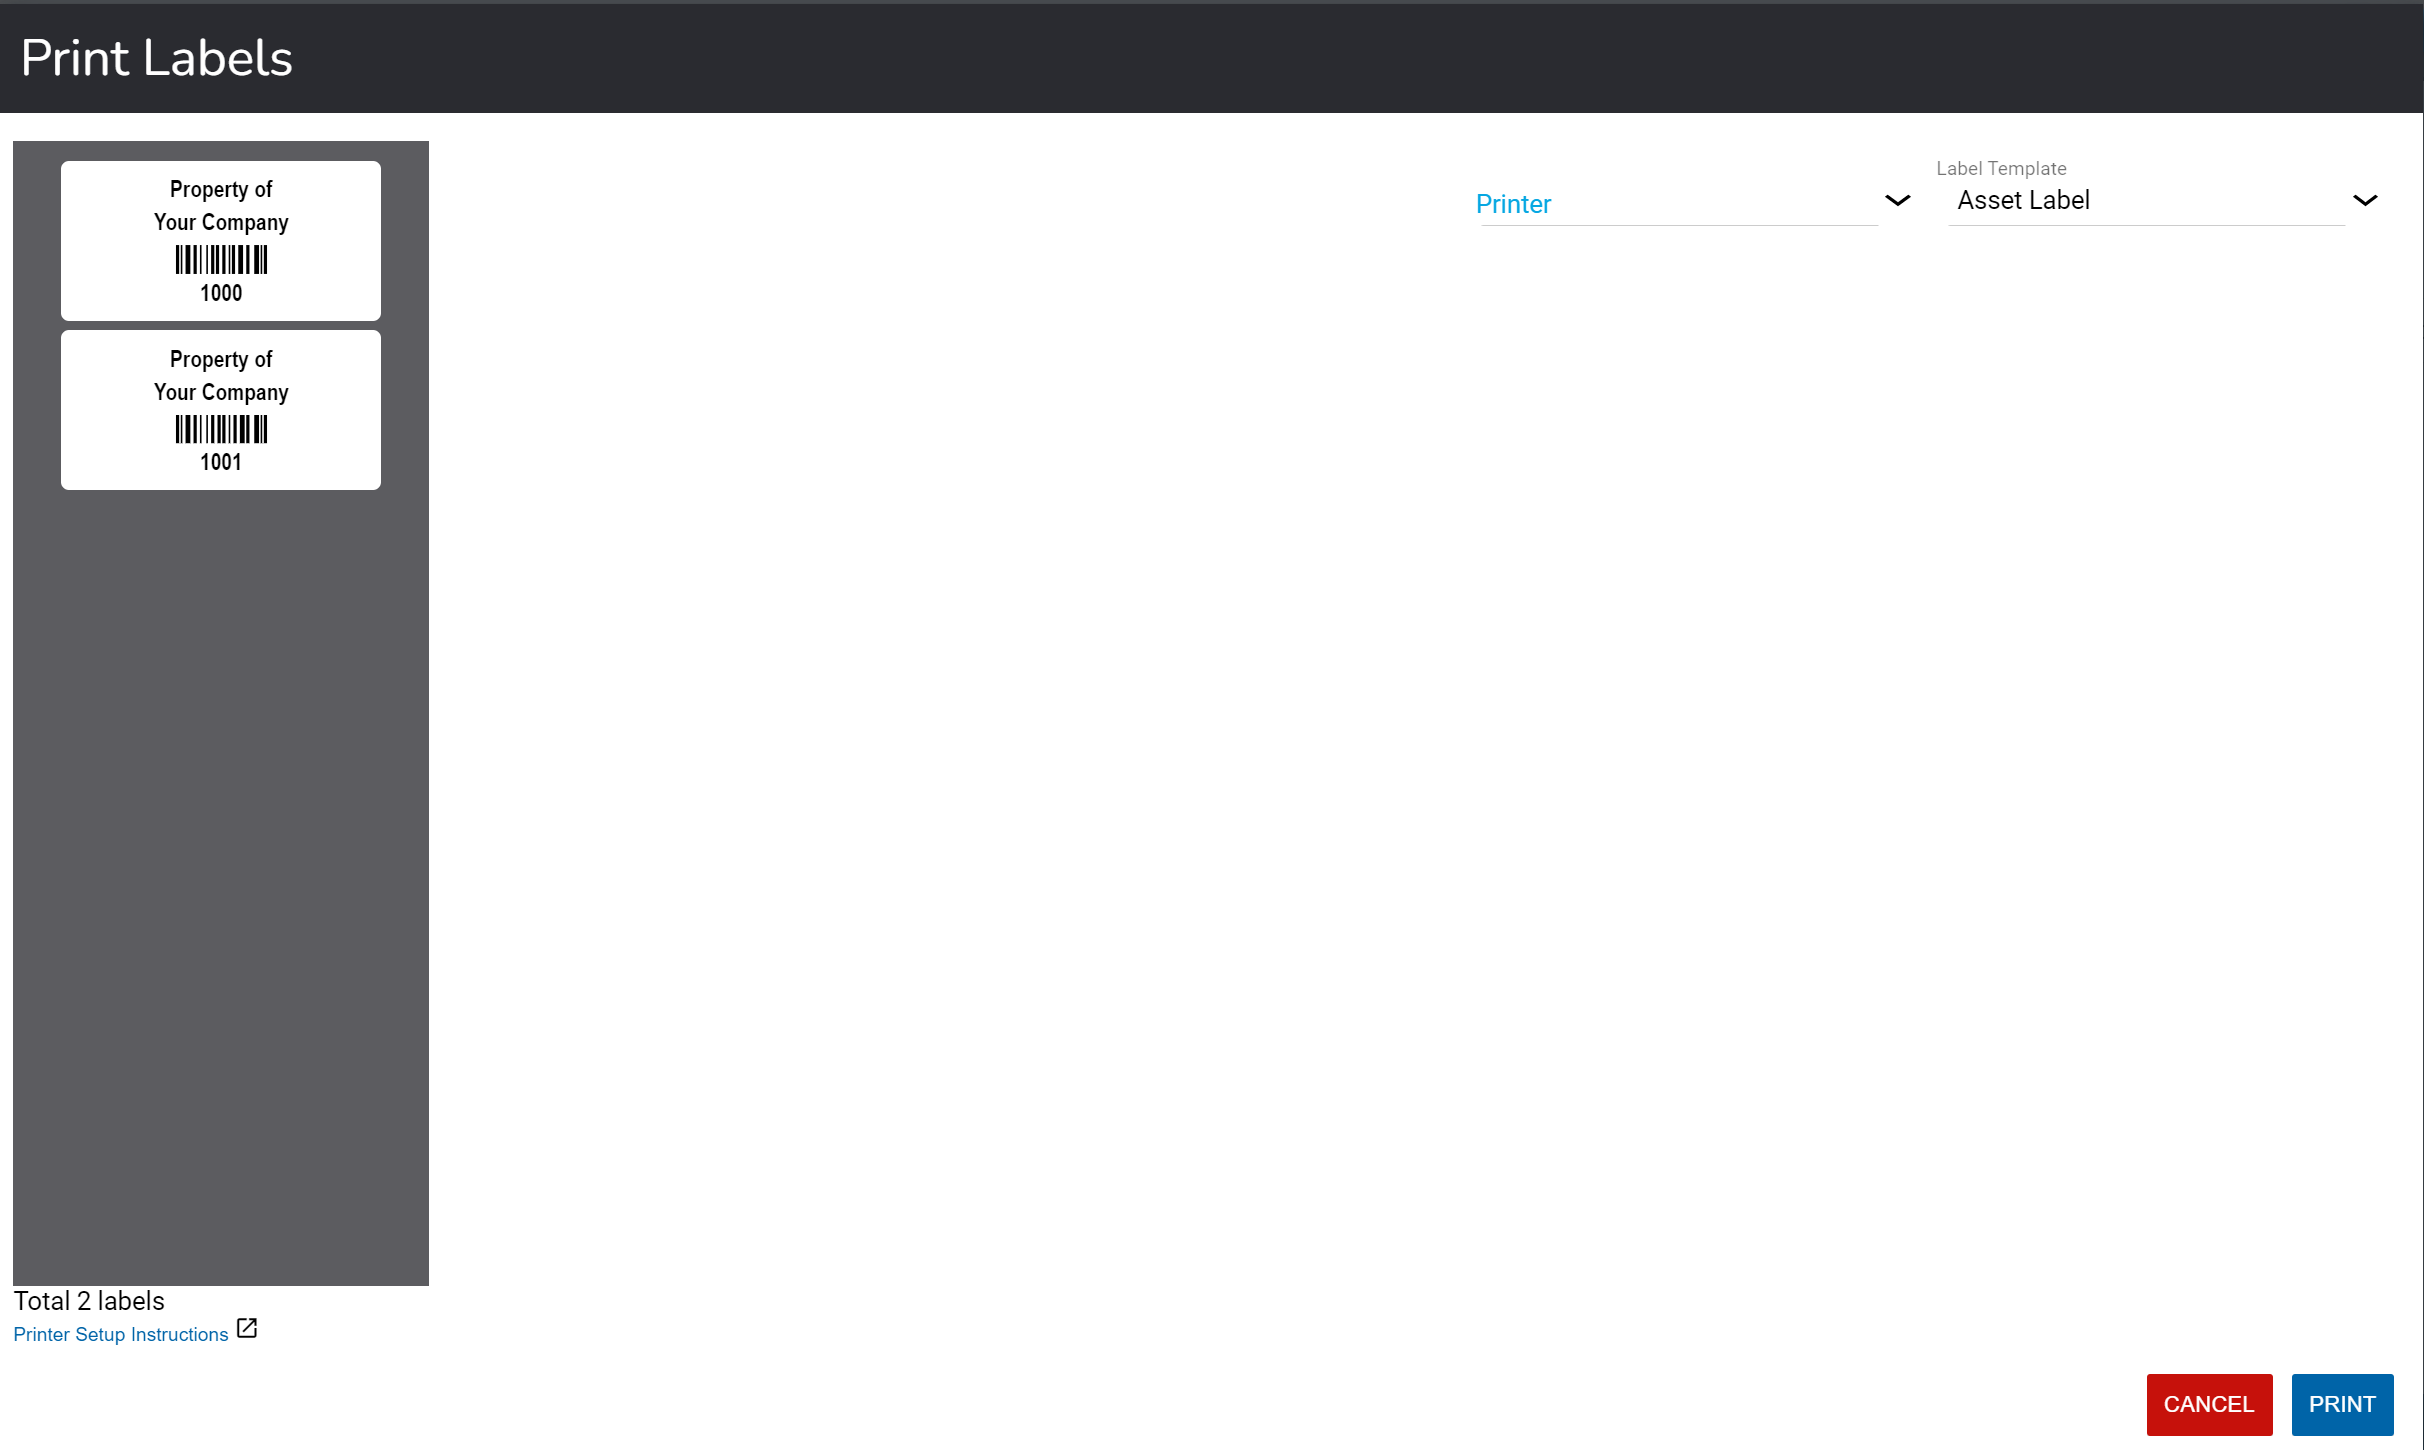 Print Labels
Property of
Your Company
1000
Property of
Your Company
1001
Printer
Label Template
Asset Label
Total 2 labels
Printer Setup Instructions
CANCEL
PRINT